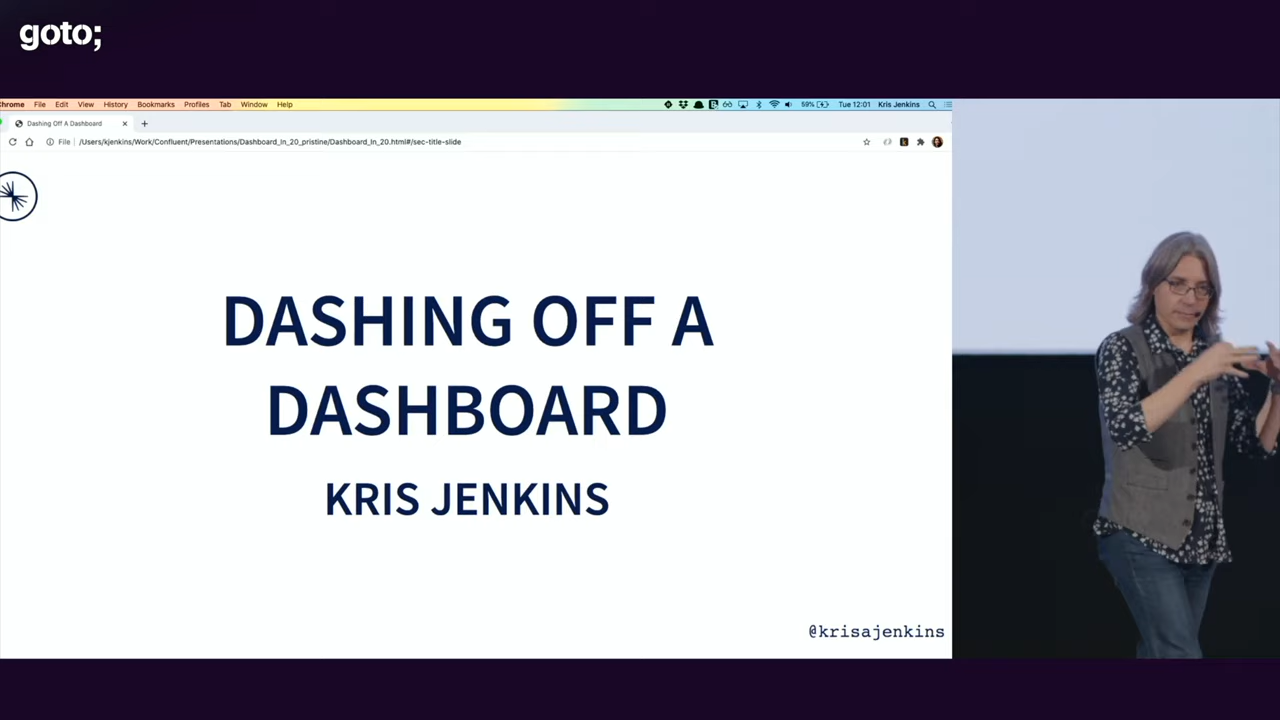 goto;
Chrome File Edit View History Bookmarks Profiles Tab Window Help 59% Tue 12:01 Kris Jenkins
Dashing Off A Dashboard
File /Users/kjenkins/Work/Confluent/Presentations/Dashboard_In_20_pristine/Dashboard_In_20.html#/sec-title-slide
DASHING OFF A
DASHBOARD
KRIS JENKINS
@krisajenkins